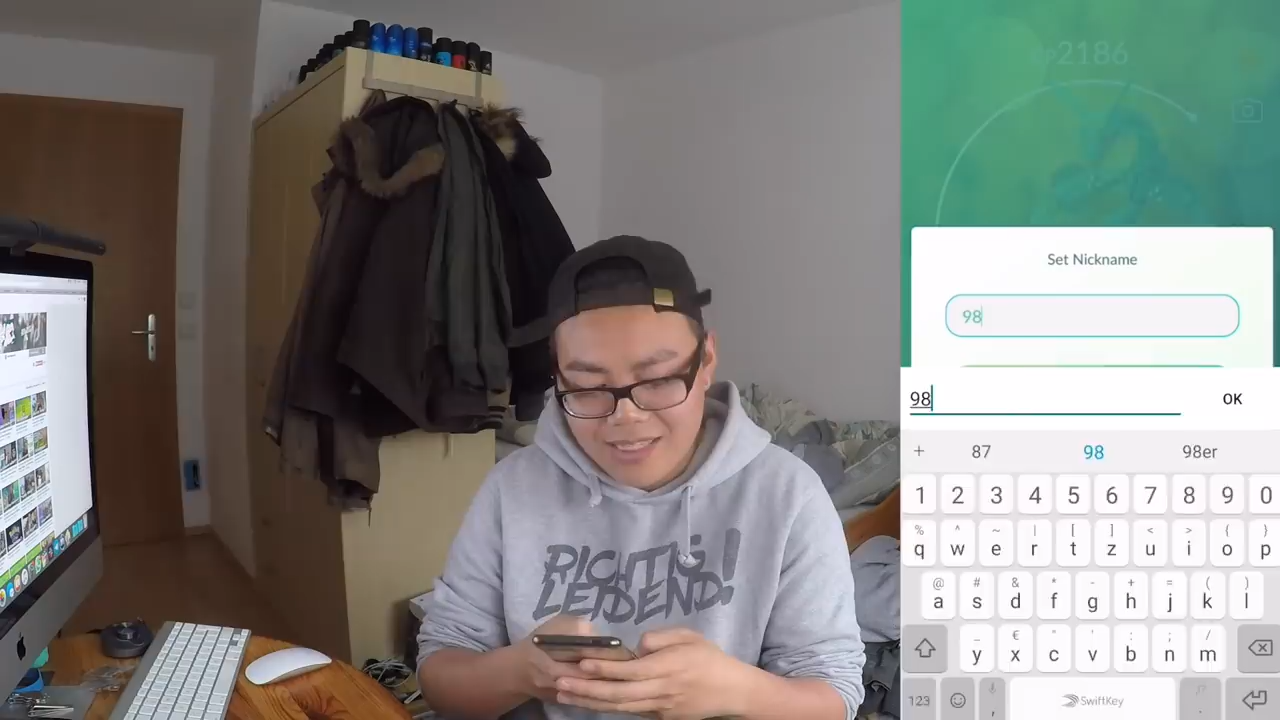 cp2186
Set Nickname
98
98
OK
+ 87 98 98er
1 2 3 4 5 6 7 8 9 0
% ^ ~ | [ ] < > { }
q w e r t z u i o p
@ # & * - + = ( )
a s d f g h j k l
_ € " ' : ; /
y x c v b n m
123 , SwiftKey .
RICHTIG!
LEIDEND!